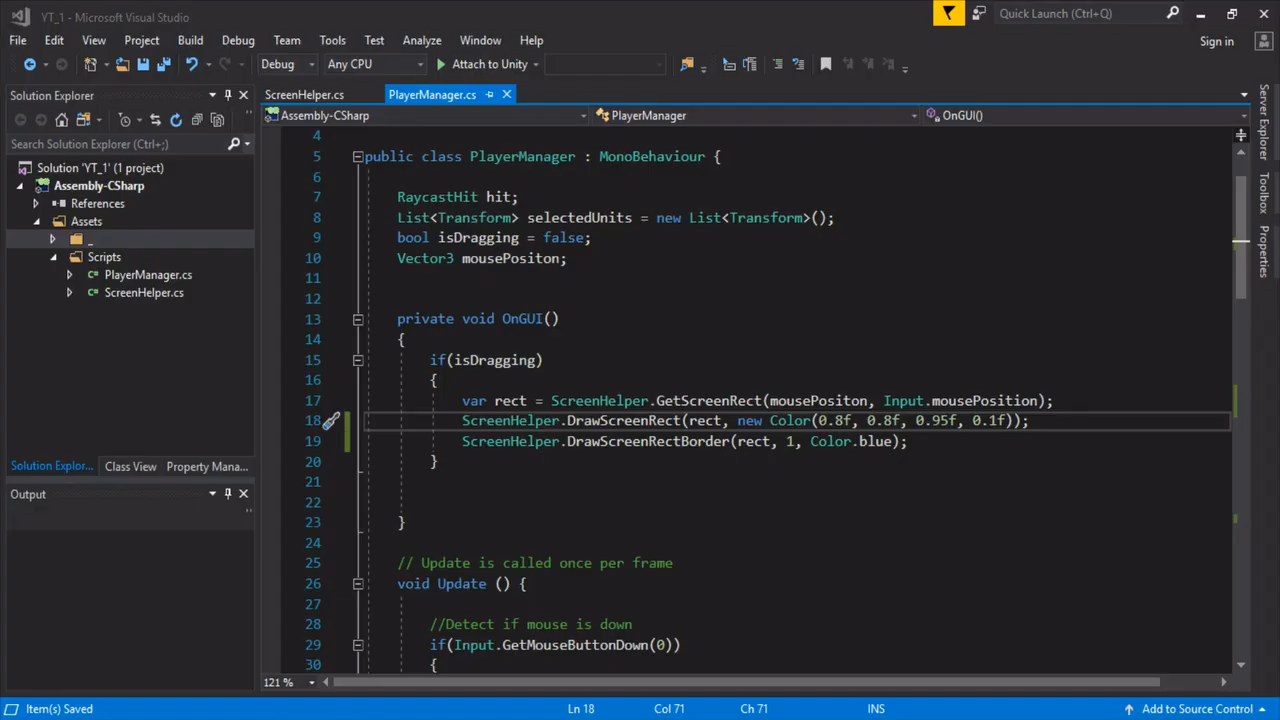 YT_1 - Microsoft Visual Studio
Quick Launch (Ctrl+Q)
File Edit View Project Build Debug Team Tools Test Analyze Window Help
Sign in
Debug Any CPU Attach to Unity
Solution Explorer
Search Solution Explorer (Ctrl+;)
Solution 'YT_1' (1 project)
Assembly-CSharp
References
Assets
_
Scripts
PlayerManager.cs
ScreenHelper.cs
Solution Explor... Class View Property Mana...
Output
ScreenHelper.cs PlayerManager.cs
Assembly-CSharp PlayerManager OnGUI()
4
5 public class PlayerManager : MonoBehaviour {
6
7 RaycastHit hit;
8 List<Transform> selectedUnits = new List<Transform>();
9 bool isDragging = false;
10 Vector3 mousePositon;
11
12
13 private void OnGUI()
14 {
15 if(isDragging)
16 {
17 var rect = ScreenHelper.GetScreenRect(mousePositon, Input.mousePosition);
18 ScreenHelper.DrawScreenRect(rect, new Color(0.8f, 0.8f, 0.95f, 0.1f));
19 ScreenHelper.DrawScreenRectBorder(rect, 1, Color.blue);
20 }
21
22
23 }
24
25 // Update is called once per frame
26 void Update () {
27
28 //Detect if mouse is down
29 if(Input.GetMouseButtonDown(0))
30 {
121 %
Server Explorer
Toolbox
Properties
Item(s) Saved Ln 18 Col 71 Ch 71 INS Add to Source Control